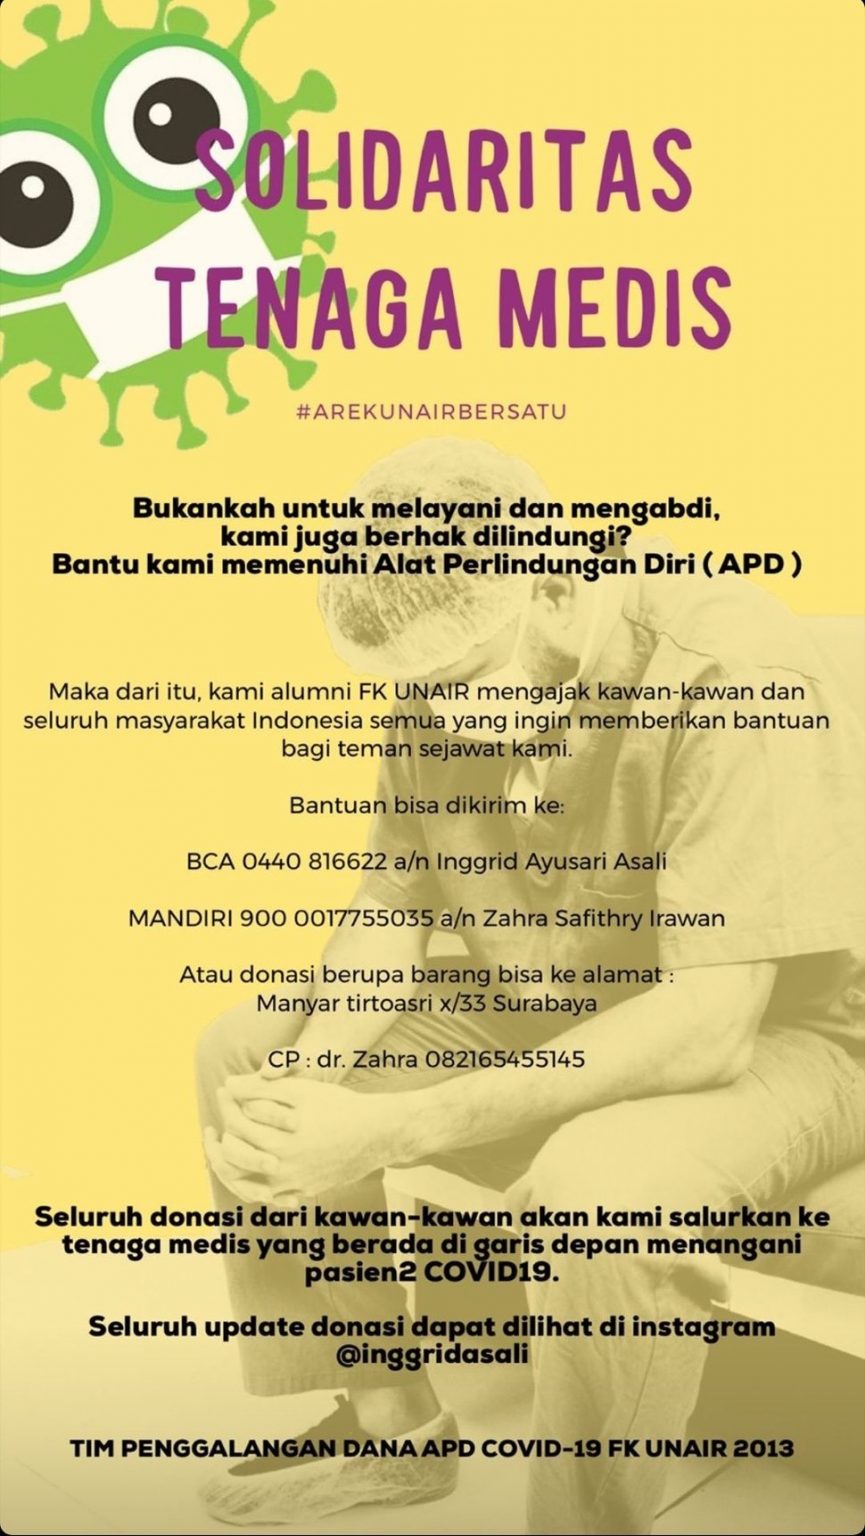 SOLIDARITAS
TENAGA MEDIS
#AREKUNAIRBERSATU
Bukankah untuk melayani dan mengabdi,
kami juga berhak dilindungi?
Bantu kami memenuhi Alat Perlindungan Diri ( APD )
Maka dari itu, kami alumni FK UNAIR mengajak kawan-kawan dan
seluruh masyarakat Indonesia semua yang ingin memberikan bantuan
bagi teman sejawat kami.
Bantuan bisa dikirim ke:
BCA 0440 816622 a/n Inggrid Ayusari Asali
MANDIRI 900 0017755035 a/n Zahra Safithry Irawan
Atau donasi berupa barang bisa ke alamat :
Manyar tirtoasri x/33 Surabaya
CP : dr. Zahra 082165455145
Seluruh donasi dari kawan-kawan akan kami salurkan ke
tenaga medis yang berada di garis depan menangani
pasien2 COVID19.
Seluruh update donasi dapat dilihat di instagram
@inggridasali
TIM PENGGALANGAN DANA APD COVID-19 FK UNAIR 2013